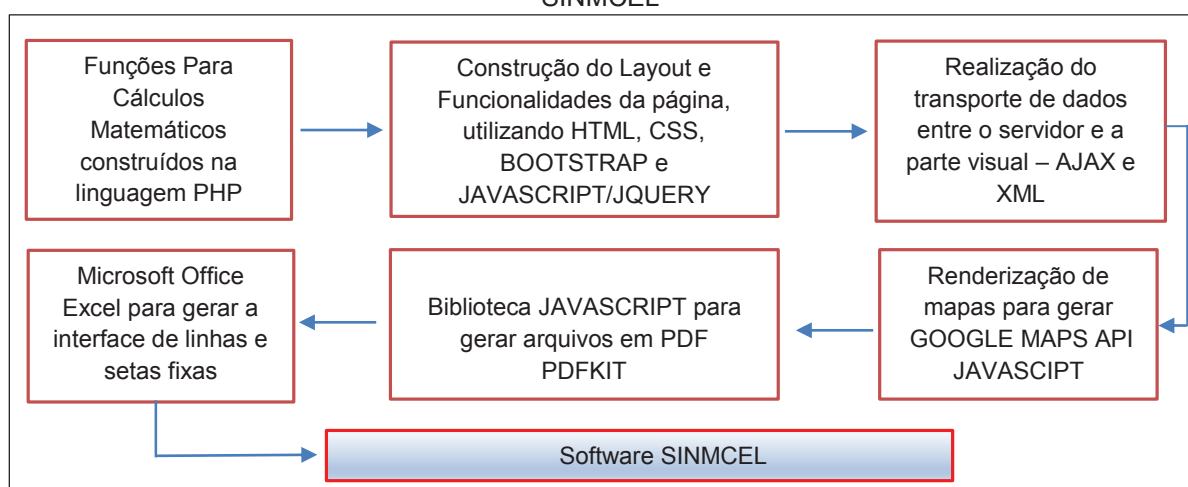 SINMCEL
Funções Para
Cálculos
Matemáticos
construídos na
linguagem PHP
Construção do Layout e
Funcionalidades da página,
utilizando HTML, CSS,
BOOTSTRAP e
JAVASCRIPT/JQUERY
Realização do
transporte de dados
entre o servidor e a
parte visual – AJAX e
XML
Microsoft Office
Excel para gerar a
interface de linhas e
setas fixas
Biblioteca JAVASCRIPT para
gerar arquivos em PDF
PDFKIT
Renderização de
mapas para gerar
GOOGLE MAPS API
JAVASCIPT
Software SINMCEL